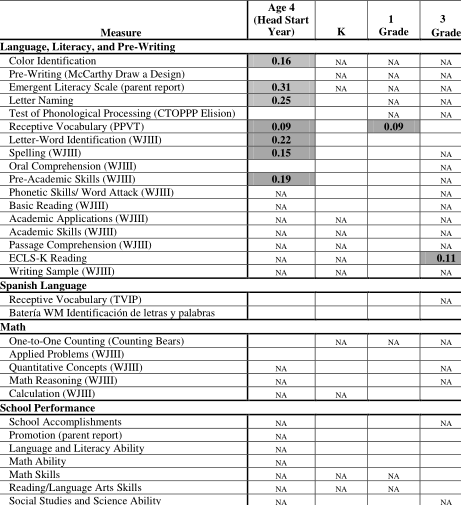 Measure Age 4 (Head Start Year) K 1 Grade 3 Grade
Language, Literacy, and Pre-Writing
Color Identification 0.16 NA NA NA
Pre-Writing (McCarthy Draw a Design) NA NA NA
Emergent Literacy Scale (parent report) 0.31 NA NA NA
Letter Naming 0.25 NA NA
Test of Phonological Processing (CTOPPP Elision) NA NA
Receptive Vocabulary (PPVT) 0.09 0.09
Letter-Word Identification (WJIII) 0.22
Spelling (WJIII) 0.15 NA
Oral Comprehension (WJIII) NA
Pre-Academic Skills (WJIII) 0.19 NA
Phonetic Skills/ Word Attack (WJIII) NA NA
Basic Reading (WJIII) NA NA
Academic Applications (WJIII) NA NA
Academic Skills (WJIII) NA NA
Passage Comprehension (WJIII) NA NA
ECLS-K Reading NA NA 0.11
Writing Sample (WJIII) NA NA
Spanish Language
Receptive Vocabulary (TVIP) NA
Batería WM Identificación de letras y palabras
Math
One-to-One Counting (Counting Bears) NA NA NA
Applied Problems (WJIII)
Quantitative Concepts (WJIII) NA NA
Math Reasoning (WJIII) NA NA
Calculation (WJIII) NA NA
School Performance
School Accomplishments NA NA
Promotion (parent report) NA
Language and Literacy Ability NA
Math Ability NA
Math Skills NA NA NA
Reading/Language Arts Skills NA NA NA
Social Studies and Science Ability NA NA